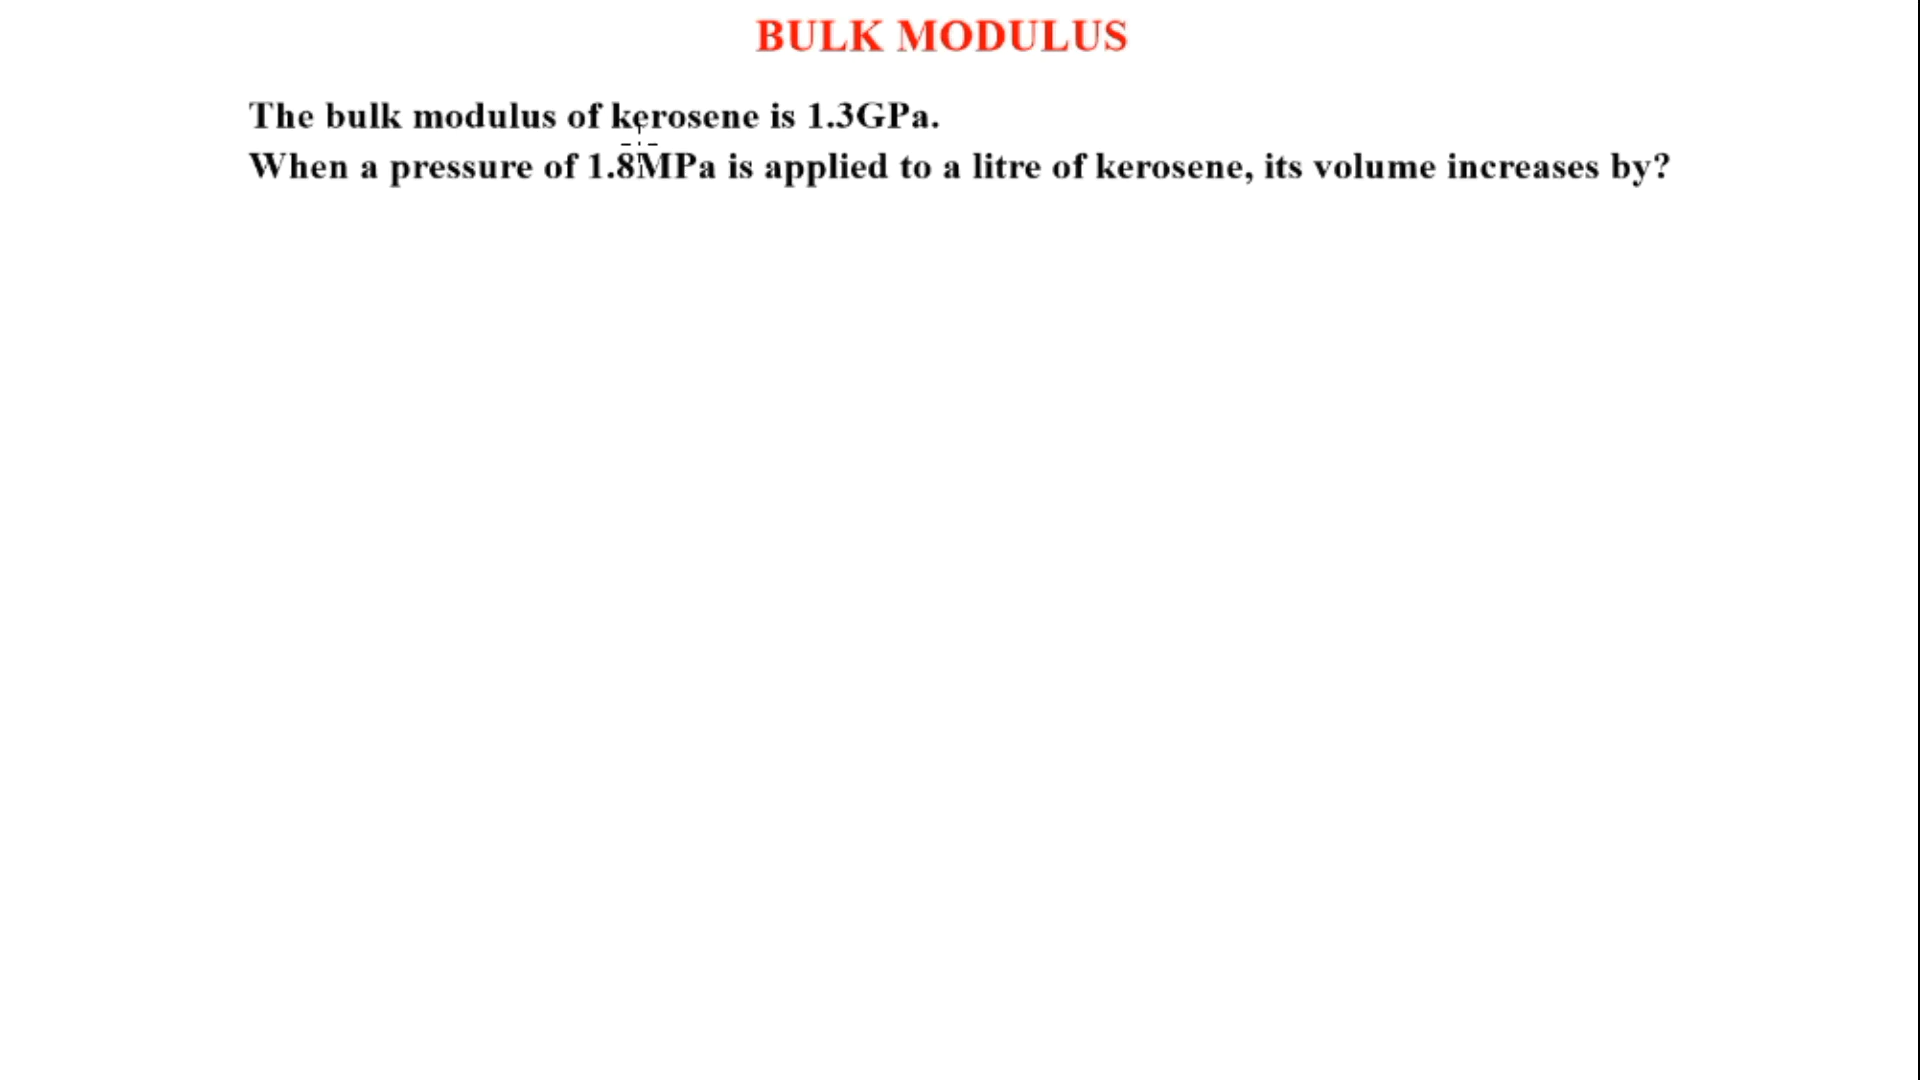 BULK MODULUS
The bulk modulus of kerosene is 1.3GPa.
When a pressure of 1.8MPa is applied to a litre of kerosene, its volume increases by?